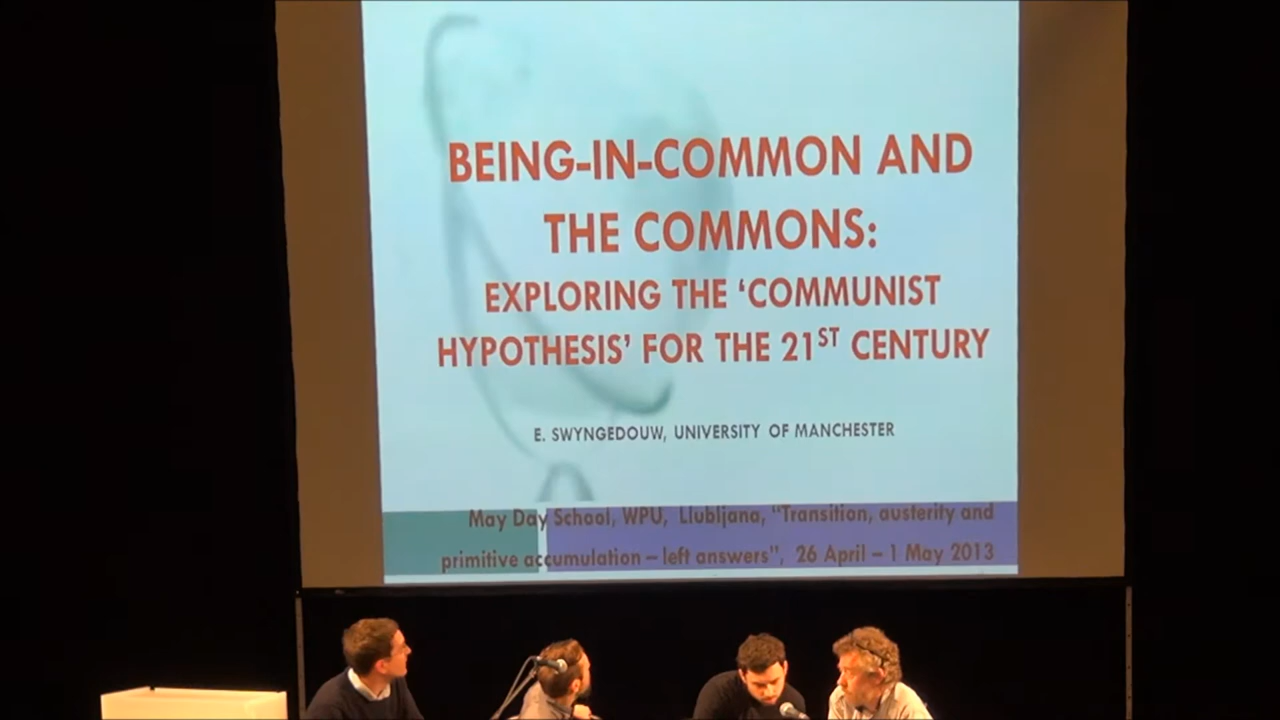 BEING-IN-COMMON AND
THE COMMONS:
EXPLORING THE ‘COMMUNIST
HYPOTHESIS’ FOR THE 21ST CENTURY
E. SWYNGEDOUW, UNIVERSITY OF MANCHESTER
May Day School, WPU, Llubljana, “Transition, austerity and
primitive accumulation – left answers”, 26 April – 1 May 2013